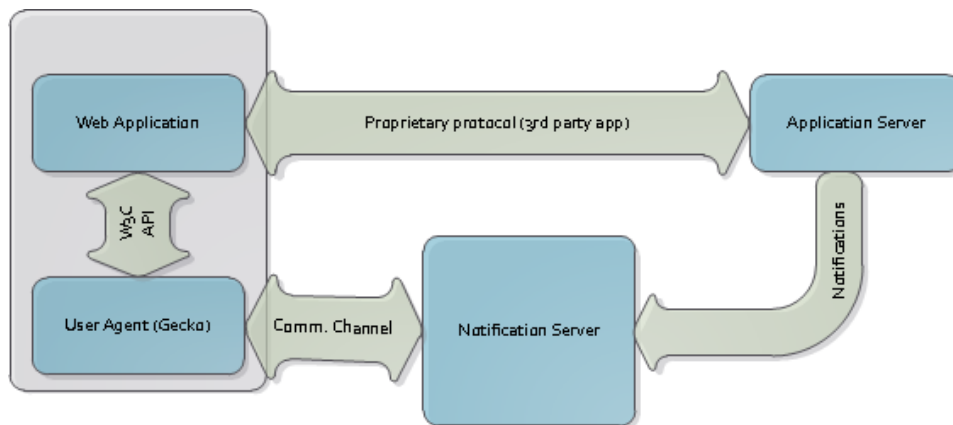 Web Application
Proprietary protocol (3rd party app)
Application Server
W3C
API
Notifications
User Agent (Gecko)
Comm. Channel
Notification Server